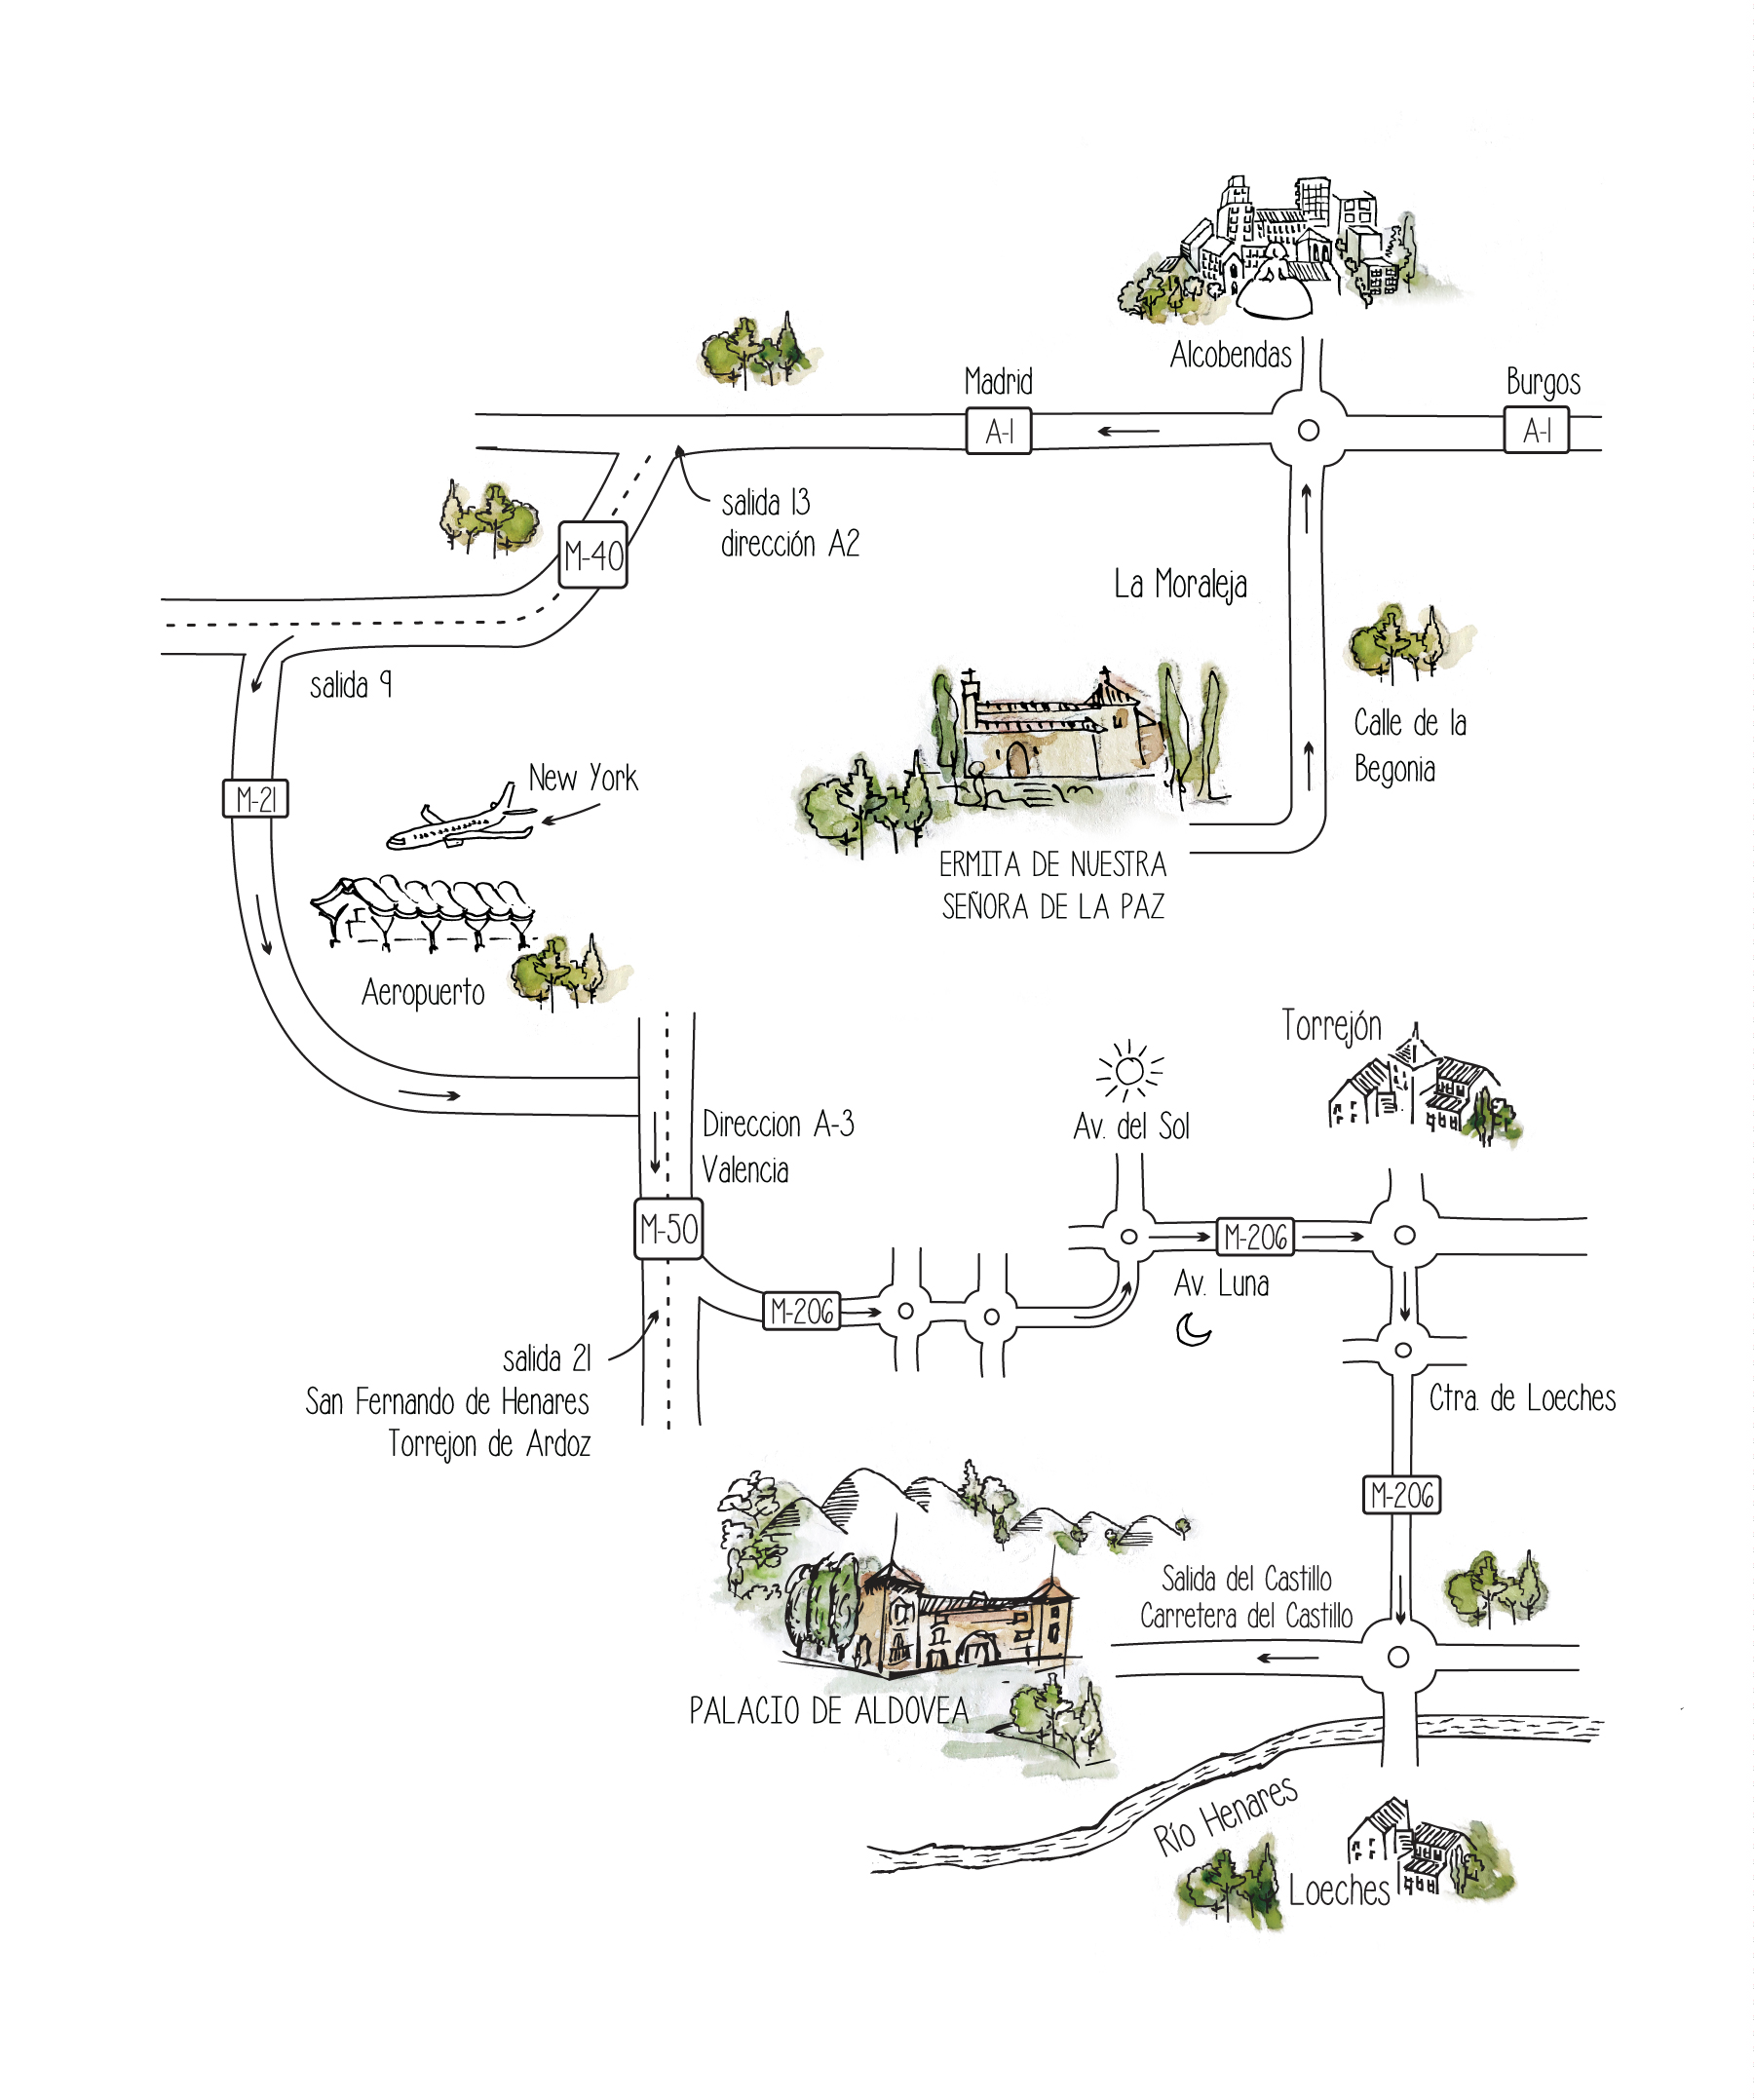 Alcobendas
Madrid
Burgos
A-1
A-1
salida 13
dirección A2
M-40
La Moraleja
salida 9
Calle de la
Begonia
New York
M-21
ERMITA DE NUESTRA
SEÑORA DE LA PAZ
Aeropuerto
Torrejón
Direccion A-3
Valencia
Av. del Sol
M-50
M-206
Av. Luna
M-206
salida 21
San Fernando de Henares
Torrejon de Ardoz
Ctra. de Loeches
M-206
Salida del Castillo
Carretera del Castillo
PALACIO DE ALDOVEA
Río Henares
Loeches